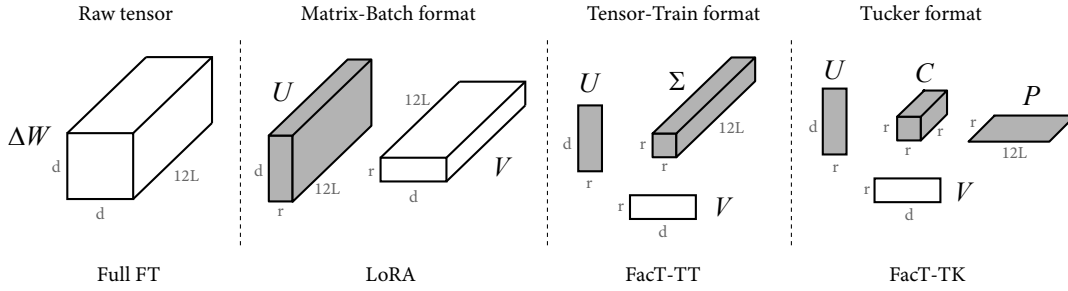 Raw tensor
Matrix-Batch format
Tensor-Train format
Tucker format
ΔW
d
d
12L
U
d
r
12L
12L
r
d
V
U
d
r
Σ
r
r
12L
r
d
V
U
d
r
C
r
r
r
P
r
12L
r
d
V
Full FT
LoRA
FacT-TT
FacT-TK